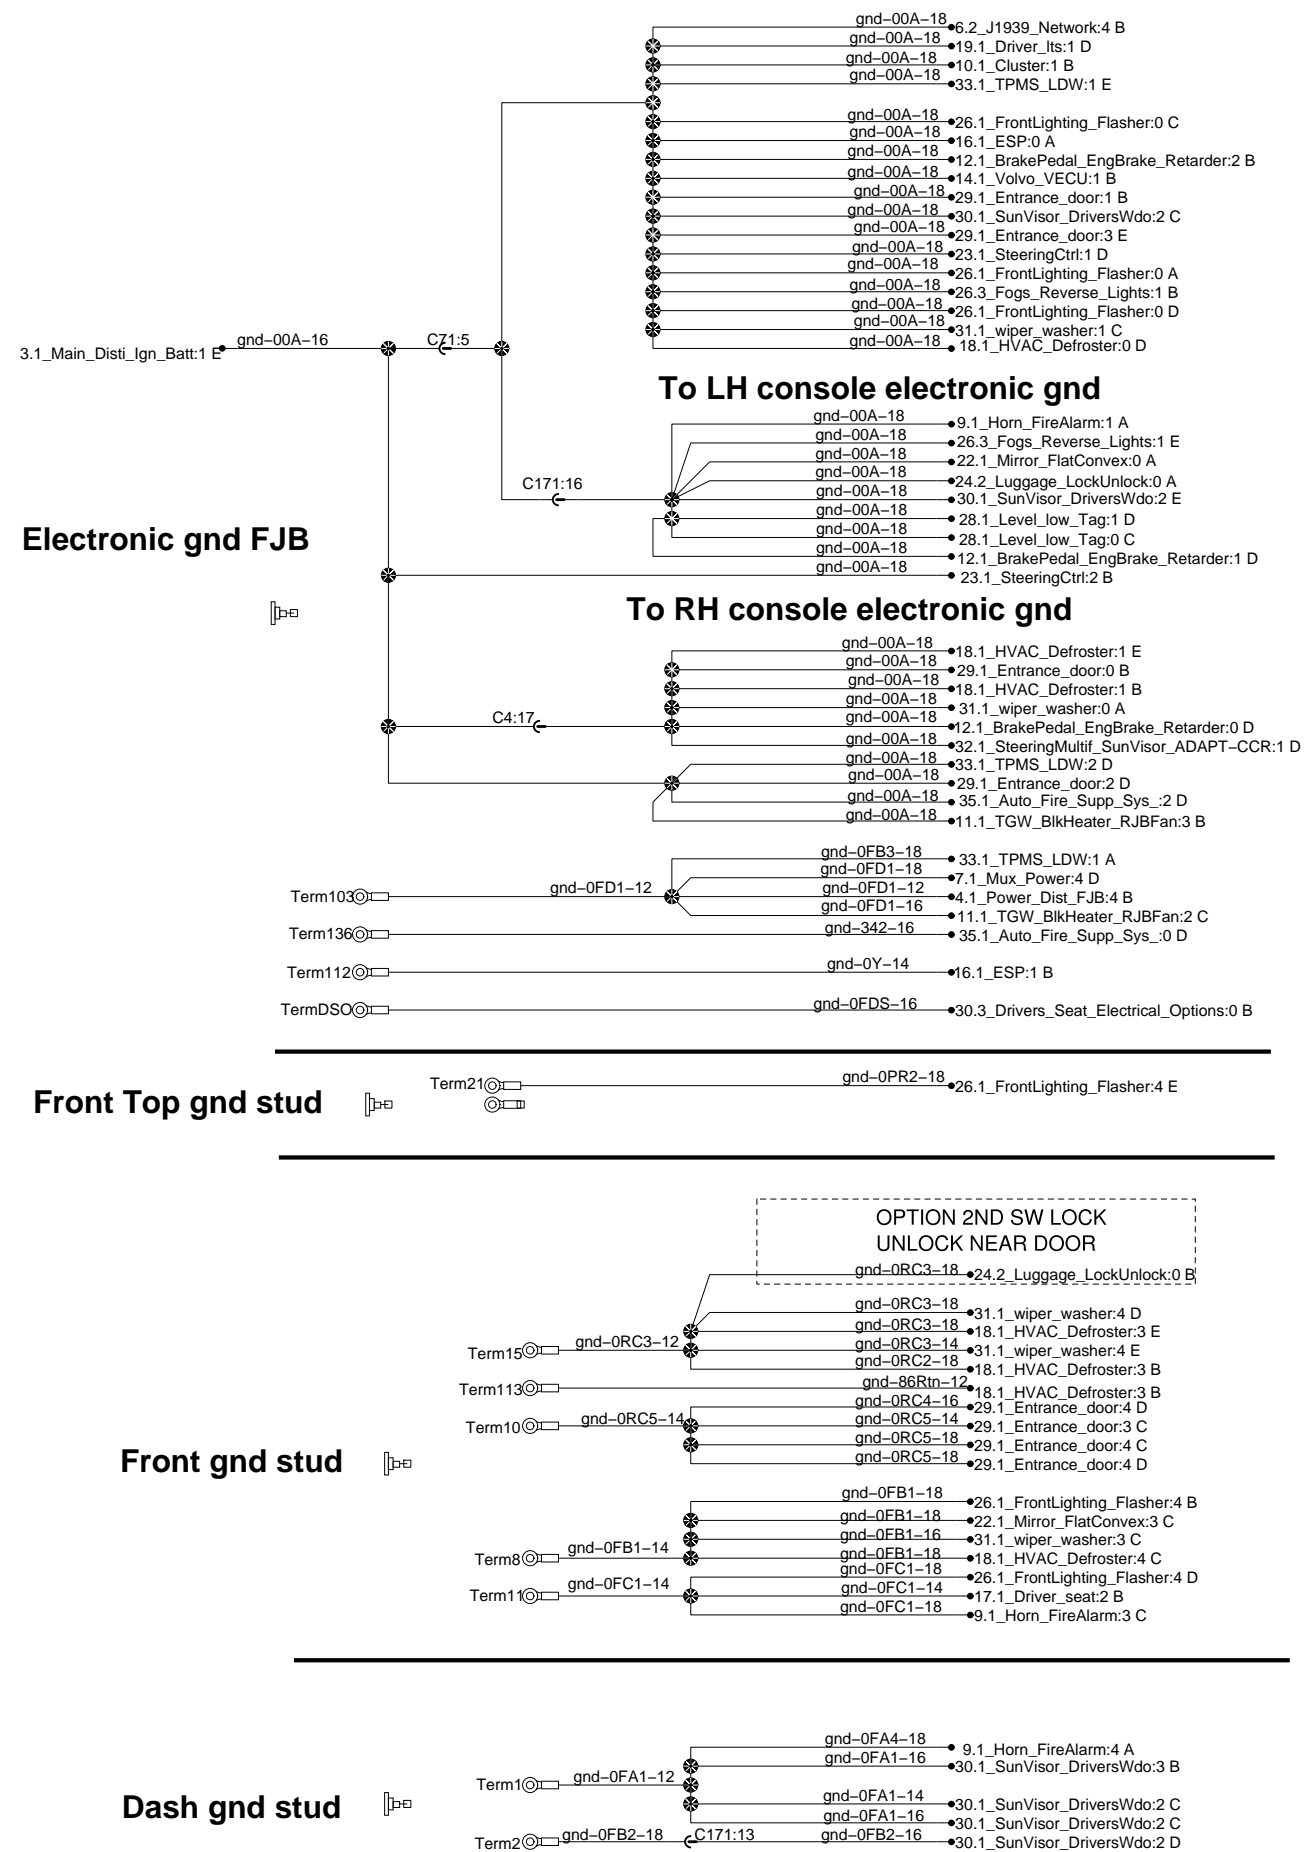 gnd–00A–18 6.2_J1939_Network:4 B
gnd–00A–18 19.1_Driver_lts:1 D
gnd–00A–18 10.1_Cluster:1 B
gnd–00A–18 33.1_TPMS_LDW:1 E
gnd–00A–18 26.1_FrontLighting_Flasher:0 C
gnd–00A–18 16.1_ESP:0 A
gnd–00A–18 12.1_BrakePedal_EngBrake_Retarder:2 B
gnd–00A–18 14.1_Volvo_VECU:1 B
gnd–00A–18 29.1_Entrance_door:1 B
gnd–00A–18 30.1_SunVisor_DriversWdo:2 C
gnd–00A–18 29.1_Entrance_door:3 E
gnd–00A–18 23.1_SteeringCtrl:1 D
gnd–00A–18 26.1_FrontLighting_Flasher:0 A
gnd–00A–18 26.3_Fogs_Reverse_Lights:1 B
gnd–00A–18 26.1_FrontLighting_Flasher:0 D
gnd–00A–18 31.1_wiper_washer:1 C
gnd–00A–18 18.1_HVAC_Defroster:0 D
3.1_Main_Disti_Ign_Batt:1 E gnd–00A–16 C71:5
To LH console electronic gnd
gnd–00A–18 9.1_Horn_FireAlarm:1 A
gnd–00A–18 26.3_Fogs_Reverse_Lights:1 E
gnd–00A–18 22.1_Mirror_FlatConvex:0 A
gnd–00A–18 24.2_Luggage_LockUnlock:0 A
C171:16 gnd–00A–18 30.1_SunVisor_DriversWdo:2 E
gnd–00A–18 28.1_Level_low_Tag:1 D
gnd–00A–18 28.1_Level_low_Tag:0 C
gnd–00A–18 12.1_BrakePedal_EngBrake_Retarder:1 D
gnd–00A–18 23.1_SteeringCtrl:2 B
Electronic gnd FJB
To RH console electronic gnd
gnd–00A–18 18.1_HVAC_Defroster:1 E
gnd–00A–18 29.1_Entrance_door:0 B
gnd–00A–18 18.1_HVAC_Defroster:1 B
gnd–00A–18 31.1_wiper_washer:0 A
C4:17 gnd–00A–18 12.1_BrakePedal_EngBrake_Retarder:0 D
gnd–00A–18 32.1_SteeringMultif_SunVisor_ADAPT–CCR:1 D
gnd–00A–18 33.1_TPMS_LDW:2 D
gnd–00A–18 29.1_Entrance_door:2 D
gnd–00A–18 35.1_Auto_Fire_Supp_Sys_:2 D
gnd–00A–18 11.1_TGW_BlkHeater_RJBFan:3 B
gnd–0FB3–18 33.1_TPMS_LDW:1 A
gnd–0FD1–18 7.1_Mux_Power:4 D
Term103 gnd–0FD1–12 gnd–0FD1–12 4.1_Power_Dist_FJB:4 B
gnd–0FD1–16 11.1_TGW_BlkHeater_RJBFan:2 C
Term136 gnd–342–16 35.1_Auto_Fire_Supp_Sys_:0 D
Term112 gnd–0Y–14 16.1_ESP:1 B
TermDSO gnd–0FDS–16 30.3_Drivers_Seat_Electrical_Options:0 B
Front Top gnd stud
Term21 gnd–0PR2–18 26.1_FrontLighting_Flasher:4 E
OPTION 2ND SW LOCK
UNLOCK NEAR DOOR
gnd–0RC3–18 24.2_Luggage_LockUnlock:0 B
gnd–0RC3–18 31.1_wiper_washer:4 D
gnd–0RC3–18 18.1_HVAC_Defroster:3 E
Term15 gnd–0RC3–12 gnd–0RC3–14 31.1_wiper_washer:4 E
gnd–0RC2–18 18.1_HVAC_Defroster:3 B
Term113 gnd–86Rtn–12 18.1_HVAC_Defroster:3 B
gnd–0RC4–16 29.1_Entrance_door:4 D
Term10 gnd–0RC5–14 gnd–0RC5–14 29.1_Entrance_door:3 C
gnd–0RC5–18 29.1_Entrance_door:4 C
gnd–0RC5–18 29.1_Entrance_door:4 D
Front gnd stud
gnd–0FB1–18 26.1_FrontLighting_Flasher:4 B
gnd–0FB1–18 22.1_Mirror_FlatConvex:3 C
gnd–0FB1–16 31.1_wiper_washer:3 C
Term8 gnd–0FB1–14 gnd–0FB1–18 18.1_HVAC_Defroster:4 C
gnd–0FC1–18 26.1_FrontLighting_Flasher:4 D
Term11 gnd–0FC1–14 gnd–0FC1–14 17.1_Driver_seat:2 B
gnd–0FC1–18 9.1_Horn_FireAlarm:3 C
gnd–0FA4–18 9.1_Horn_FireAlarm:4 A
gnd–0FA1–16 30.1_SunVisor_DriversWdo:3 B
Term1 gnd–0FA1–12
Dash gnd stud
gnd–0FA1–14 30.1_SunVisor_DriversWdo:2 C
gnd–0FA1–16 30.1_SunVisor_DriversWdo:2 C
Term2 gnd–0FB2–18 C171:13 gnd–0FB2–16 30.1_SunVisor_DriversWdo:2 D